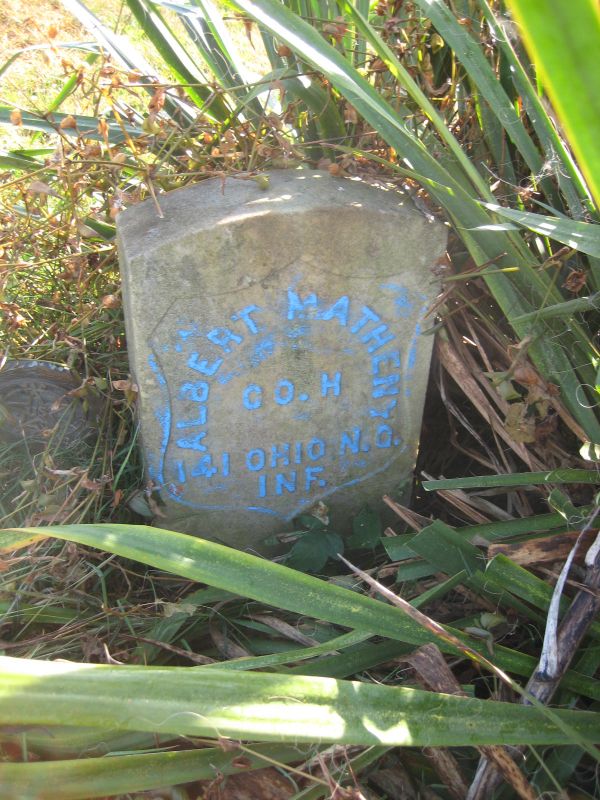 ALBERT MATHENY
CO. H
141 OHIO N.G.
INF.